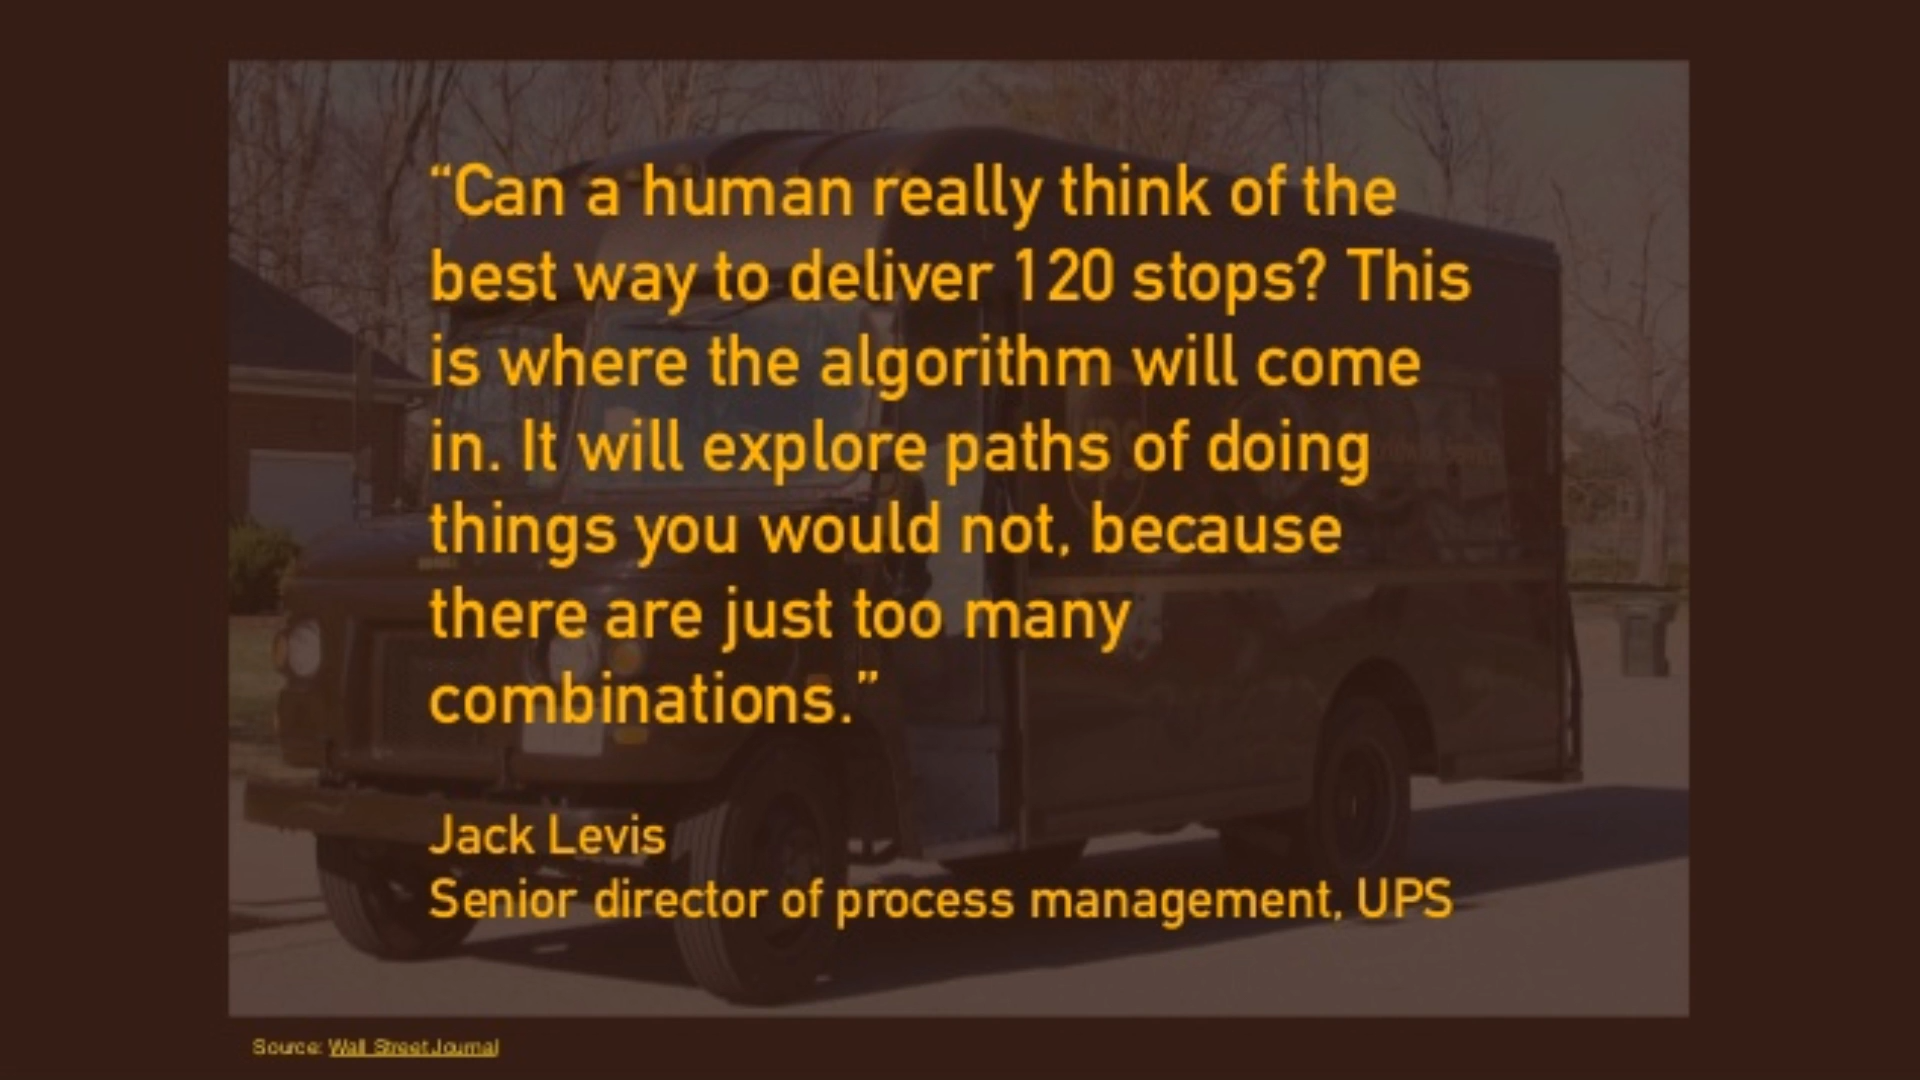 “Can a human really think of the
best way to deliver 120 stops? This
is where the algorithm will come
in. It will explore paths of doing
things you would not, because
there are just too many
combinations.”
Jack Levis
Senior director of process management, UPS
Source: Wall Street Journal
ups